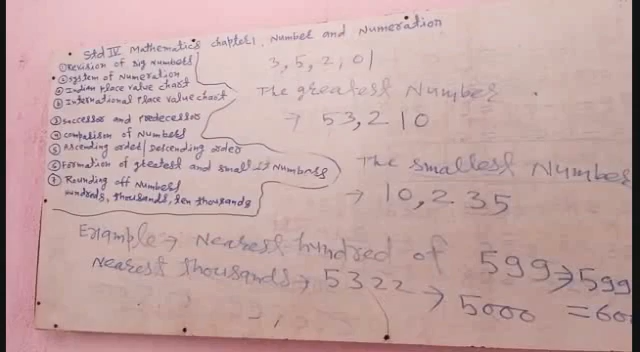 Std IV Mathematics chapter 1, Number and Numeration
① Revision of big numbers
② System of Numeration
ⓐ Indian place value chart
ⓑ International place value chart
③ Successor and Predecessor
④ Comparison of Numbers
⑤ Ascending order/Descending order
⑥ Formation of greatest and smallest Numbers
⑦ Rounding off Numbers
Hundreds, thousands, ten thousands
3, 5, 2, 0, 1
The greatest Number
→ 53,210
The smallest Number
→ 10,235
Example → Nearest hundred of 599 → 599
= 600
Nearest thousands → 5322 → 5000